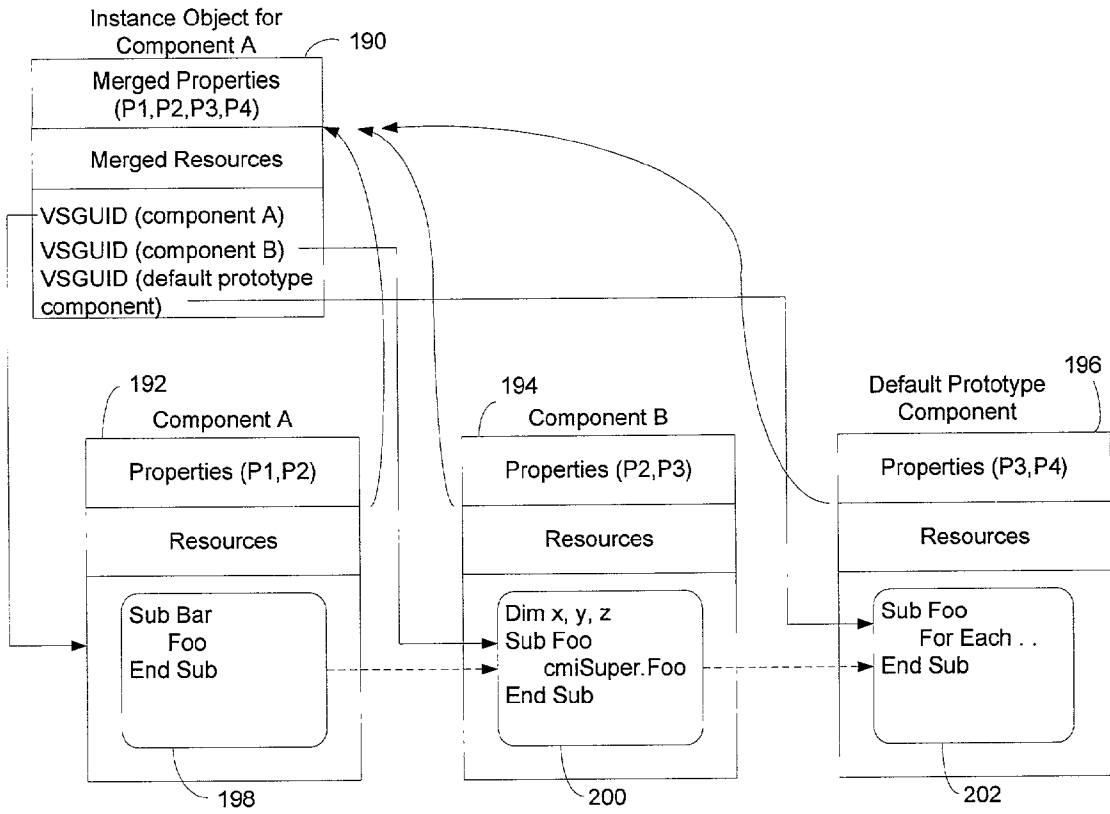 Instance Object for
Component A
190
Merged Properties
(P1,P2,P3,P4)
Merged Resources
VSGUID (component A)
VSGUID (component B)
VSGUID (default prototype
component)
192
Component A
Properties (P1,P2)
Resources
Sub Bar
Foo
End Sub
198
194
Component B
Properties (P2,P3)
Resources
Dim x, y, z
Sub Foo
cmiSuper.Foo
End Sub
200
Default Prototype
Component
196
Properties (P3,P4)
Resources
Sub Foo
For Each . .
End Sub
202